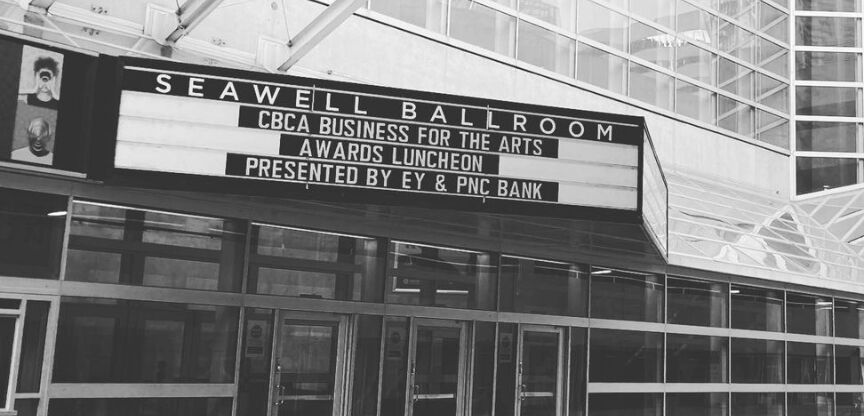 SEAWELL BALLROOM
CBCA BUSINESS FOR THE ARTS
AWARDS LUNCHEON
PRESENTED BY EY & PNC BANK